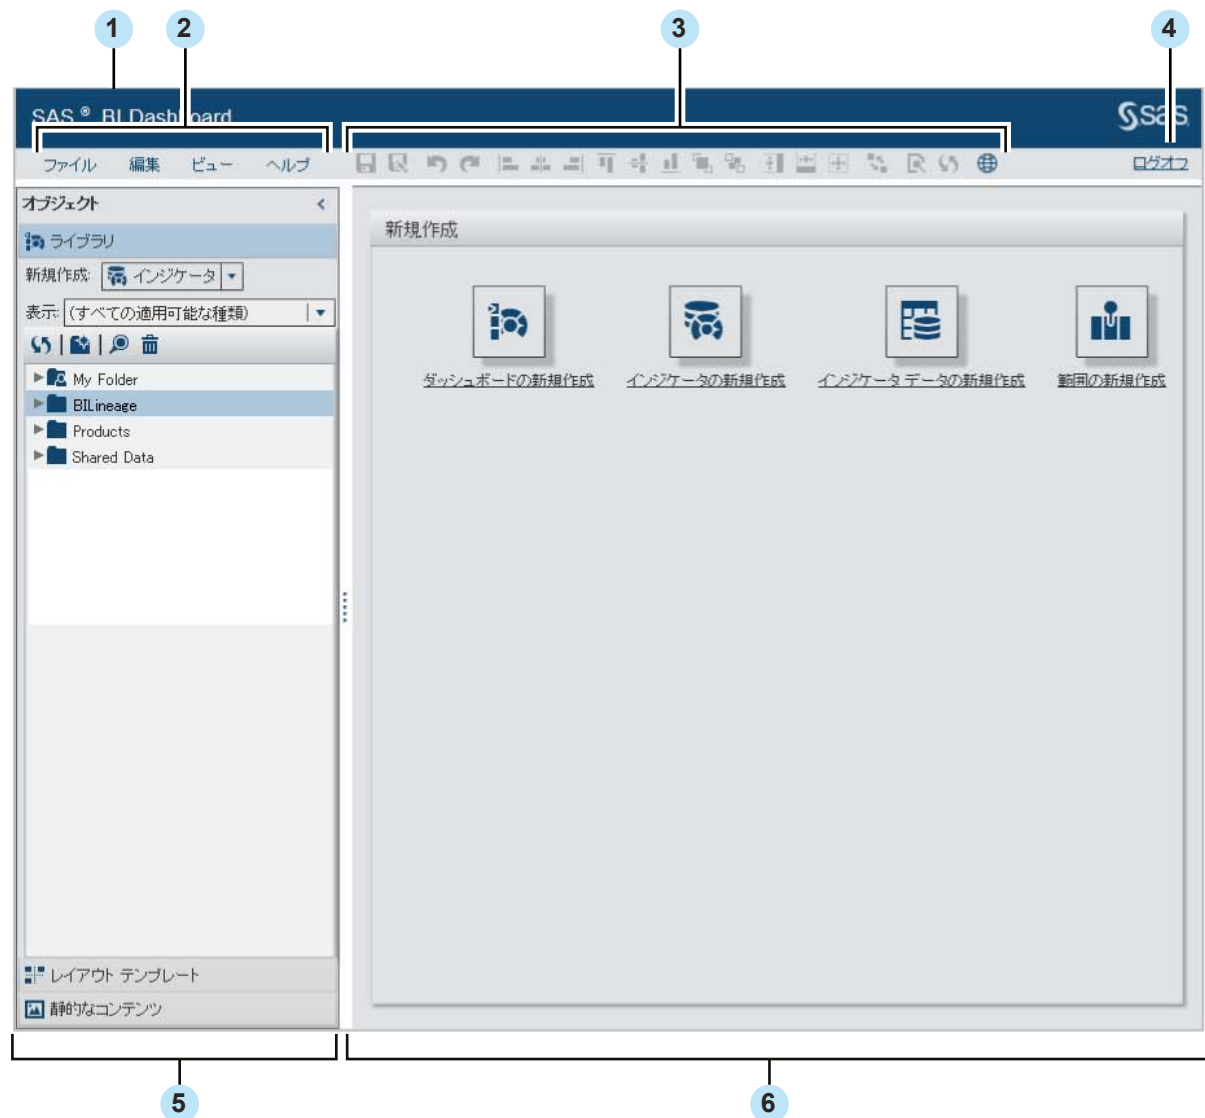 1 2 3 4
SAS® BI Dashboard
sas
ファイル 編集 ビュー ヘルプ
ログオフ
オブジェクト
ライブラリ
新規作成: インジケータ
表示: (すべての適用可能な種類)
My Folder
BILineage
Products
Shared Data
レイアウト テンプレート
静的なコンテンツ
新規作成
ダッシュボードの新規作成 インジケータの新規作成 インジケータ データの新規作成 範囲の新規作成
5 6